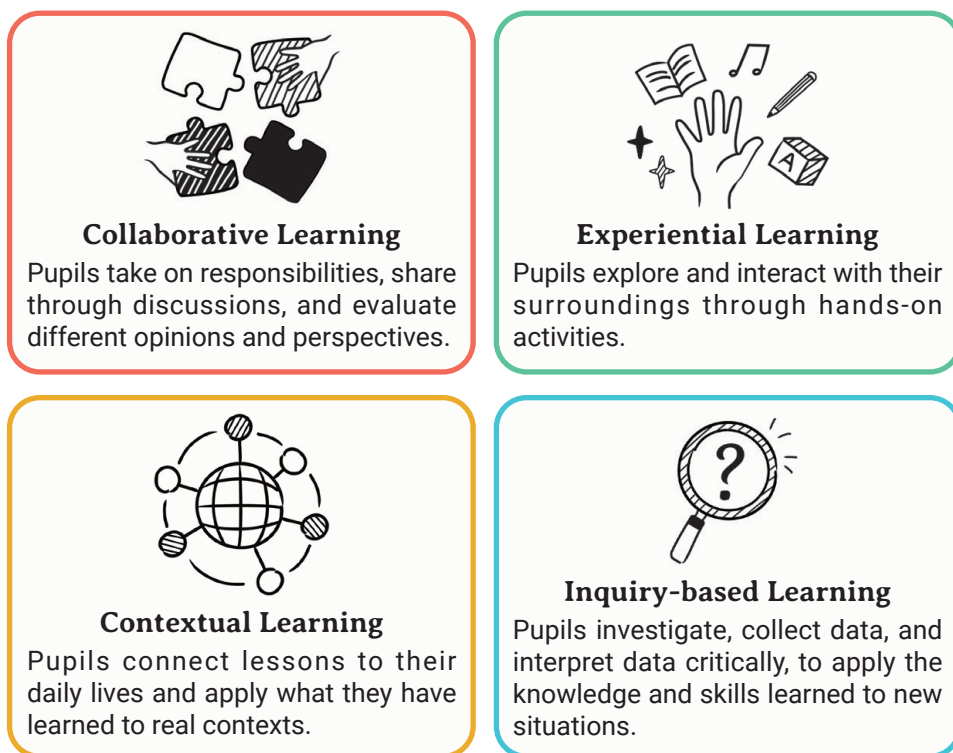 Collaborative Learning
Pupils take on responsibilities, share
through discussions, and evaluate
different opinions and perspectives.
A
Experiential Learning
Pupils explore and interact with their
surroundings through hands-on
activities.
Contextual Learning
Pupils connect lessons to their
daily lives and apply what they have
learned to real contexts.
?
Inquiry-based Learning
Pupils investigate, collect data, and
interpret data critically, to apply the
knowledge and skills learned to new
situations.